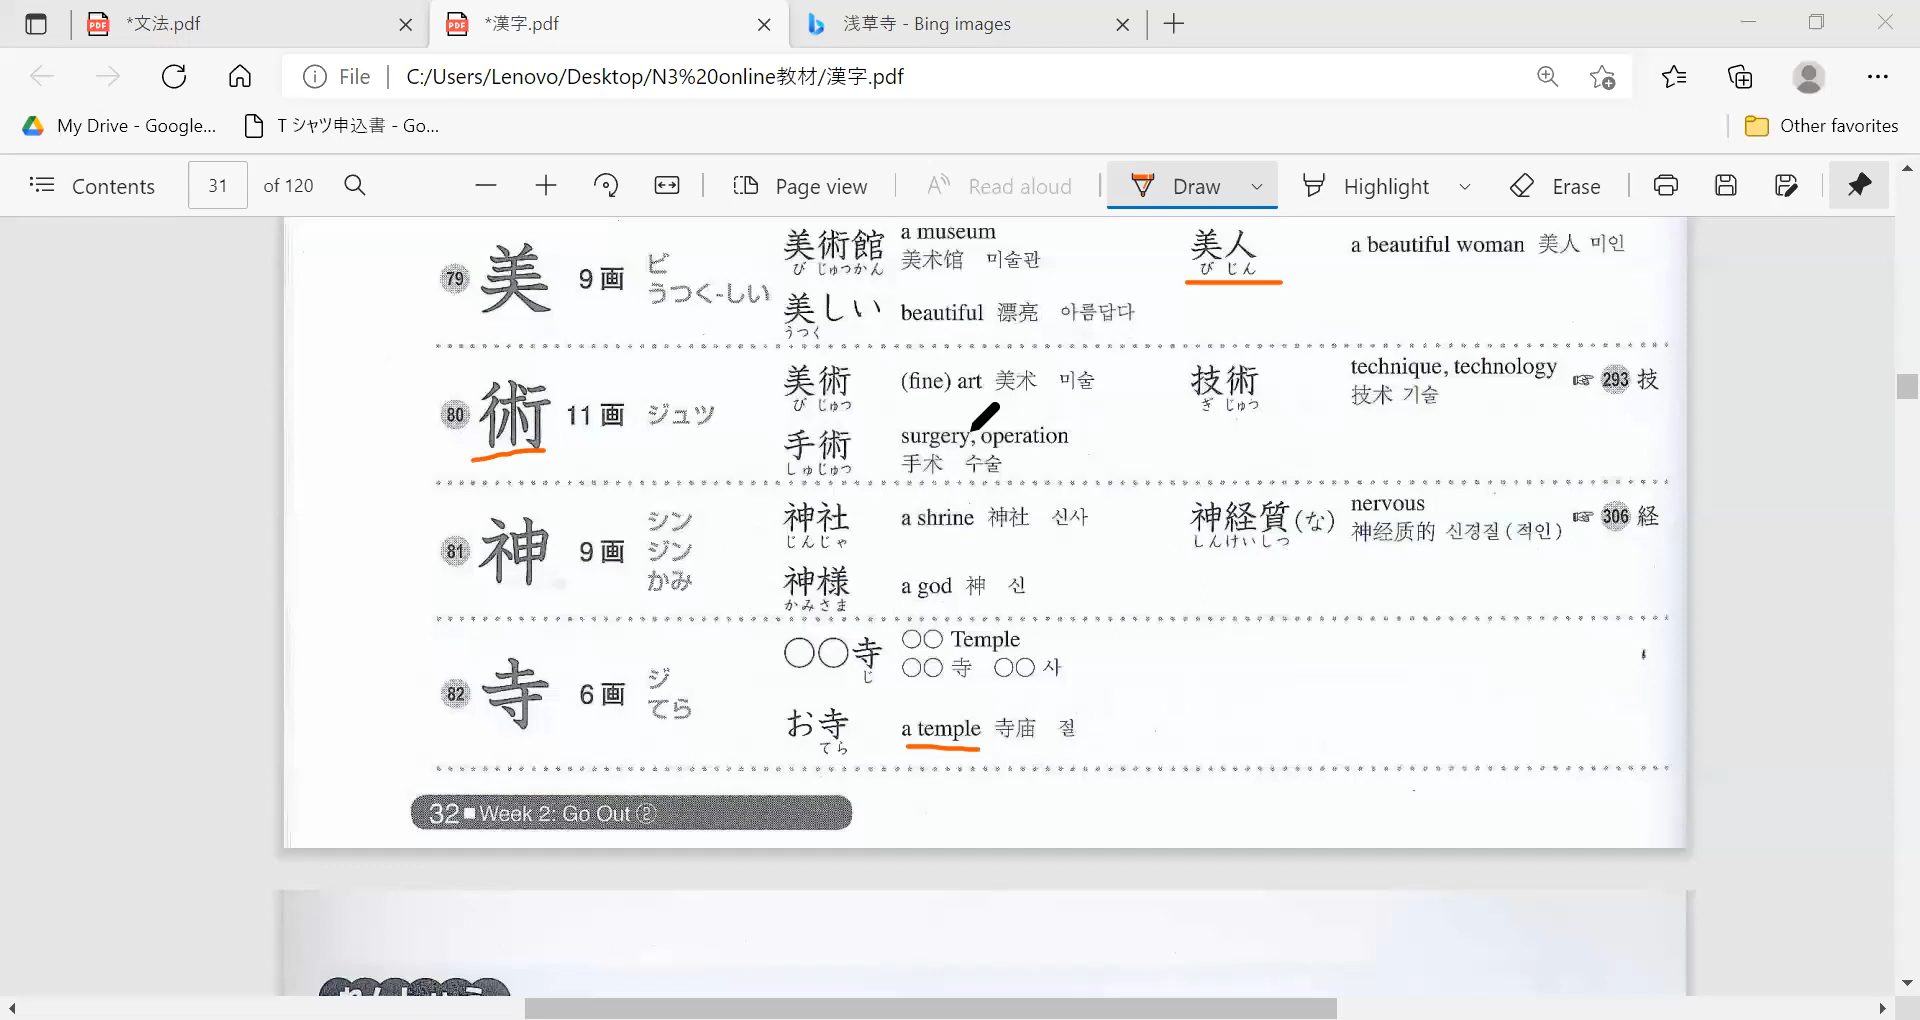 *文法.pdf
*漢字.pdf
浅草寺 - Bing images
File
C:/Users/Lenovo/Desktop/N3%20online教材/漢字.pdf
My Drive - Google...
Tシャツ申込書 - Go...
Other favorites
Contents
31
of 120
Page view
Read aloud
Draw
Highlight
Erase
79 美 9画 ビ うつく-しい
美術館 びじゅつかん a museum 美术馆 미술관
美人 びじん a beautiful woman 美人 미인
美しい うつく beautiful 漂亮 아름답다
80 術 11画 ジュツ
美術 びじゅつ (fine) art 美术 미술
技術 ぎじゅつ technique, technology 技术 기술 ☞ 293 技
手術 しゅじゅつ surgery, operation 手术 수술
81 神 9画 シン ジン かみ
神社 じんじゃ a shrine 神社 신사
神経質(な) しんけいしつ nervous 神经质的 신경질(적인) ☞ 306 経
神様 かみさま a god 神 신
82 寺 6画 ジ てら
○○寺 じ ○○ Temple ○○寺 ○○사
お寺 てら a temple 寺庙 절
32 ■ Week 2: Go Out ②